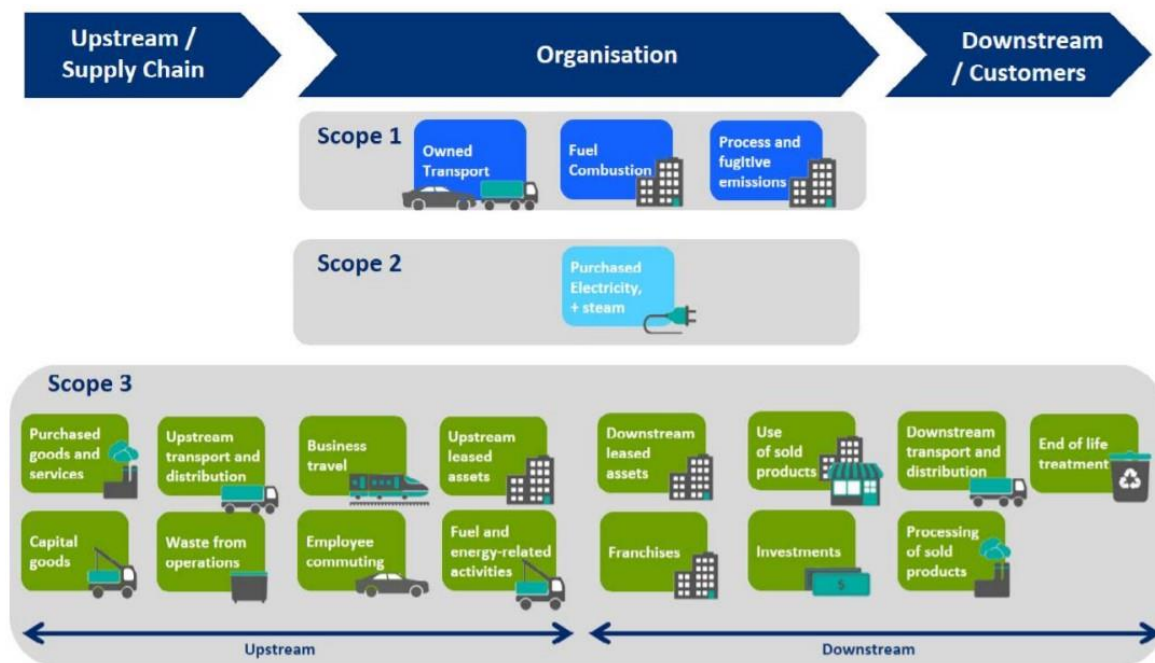 Upstream /
Supply Chain
Organisation
Downstream
/ Customers
Scope 1
Owned
Transport
Fuel
Combustion
Process and
fugitive
emissions
Scope 2
Purchased
Electricity,
+ steam
Scope 3
Purchased
goods and
services
Upstream
transport and
distribution
Business
travel
Upstream
leased
assets
Downstream
leased
assets
Use
of sold
products
Downstream
transport and
distribution
End of life
treatment
Capital
goods
Waste from
operations
Employee
commuting
Fuel and
energy-related
activities
Franchises
Investments
$
Processing
of sold
products
Upstream
Downstream